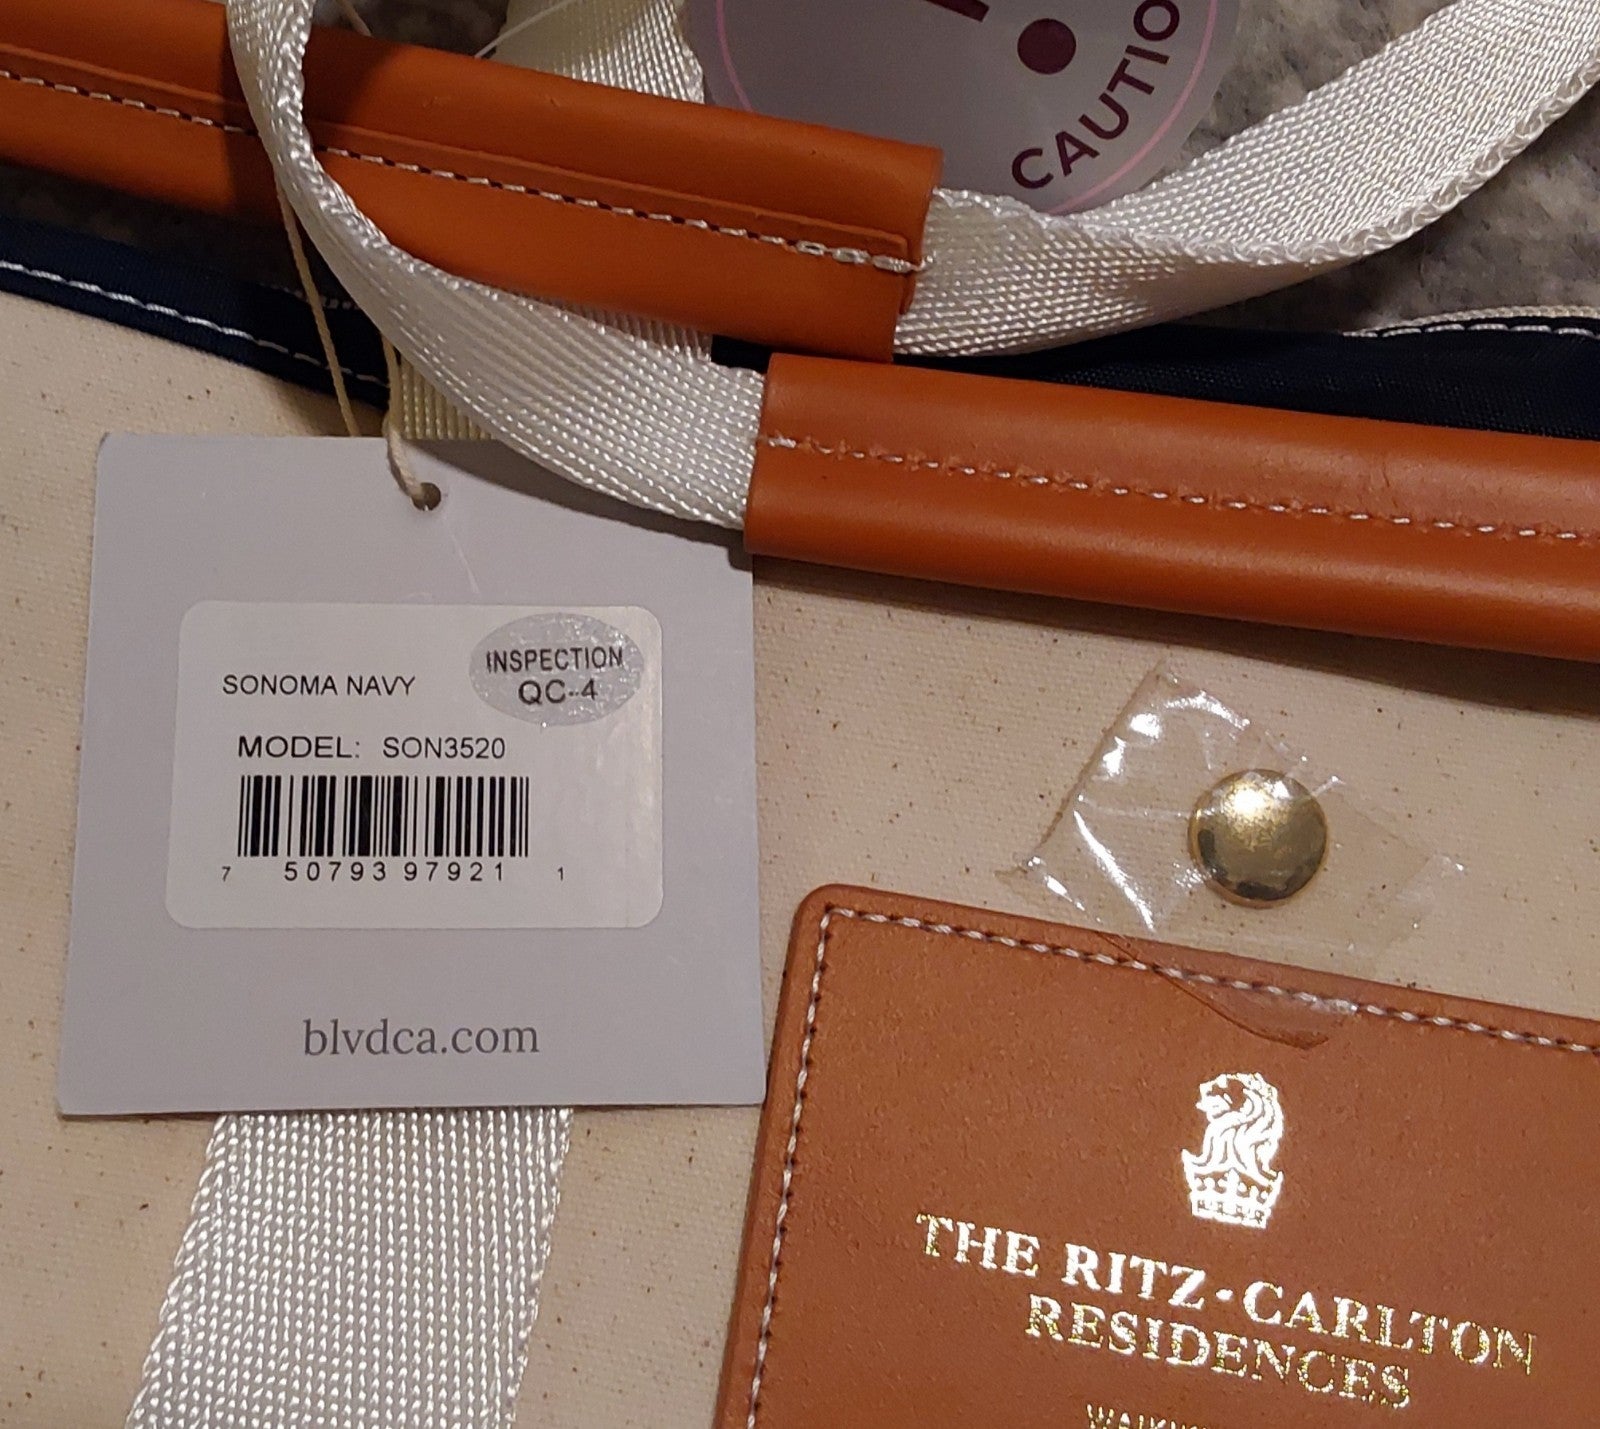 CAUTIO
INSPECTION
QC-4
SONOMA NAVY
MODEL: SON3520
7 50793 97921 1
blvdca.com
THE RITZ-CARLTON
RESIDENCES